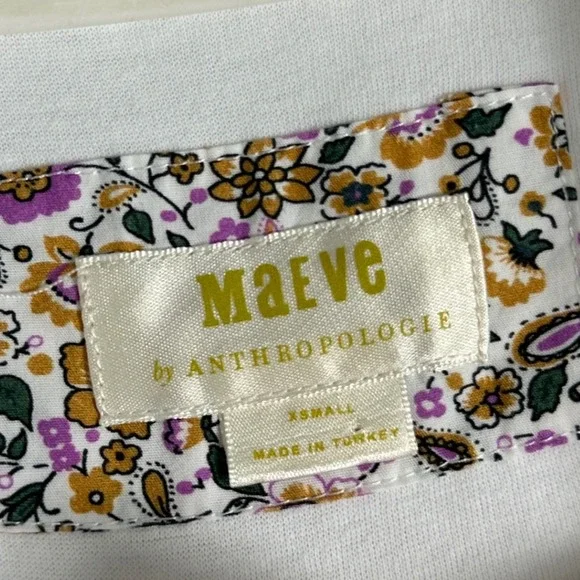 MaEVe
by ANTHROPOLOGIE
XSMALL
MADE IN TURKEY